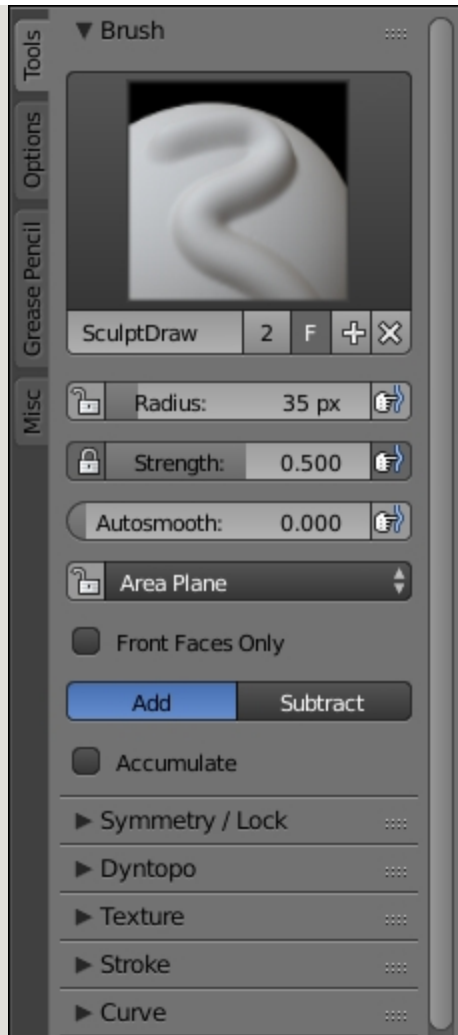 Tools
Options
Grease Pencil
Misc
Brush
SculptDraw 2 F
Radius: 35 px
Strength: 0.500
Autosmooth: 0.000
Area Plane
Front Faces Only
Add Subtract
Accumulate
Symmetry / Lock
Dyntopo
Texture
Stroke
Curve